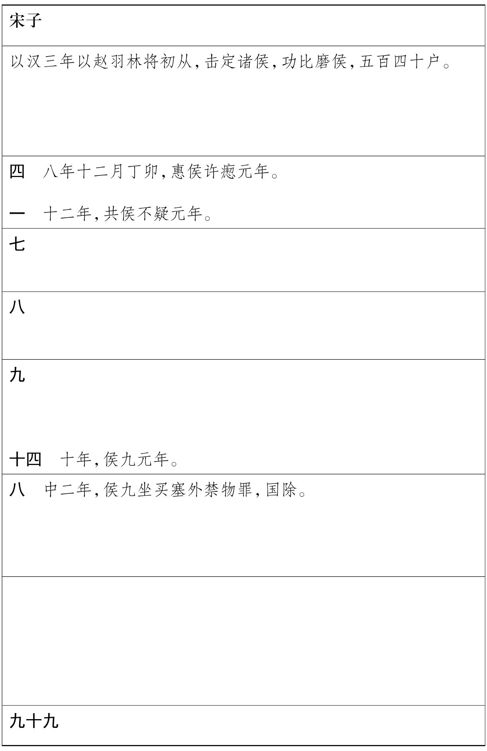 宋子
以汉三年以赵羽林将初从，击定诸侯，功比磨侯，五百四十户。
四 八年十二月丁卯，惠侯许瘛元年。
一 十二年，共侯不疑元年。
七
八
九
十四 十年，侯九元年。
八 中二年，侯九坐买塞外禁物罪，国除。
九十九